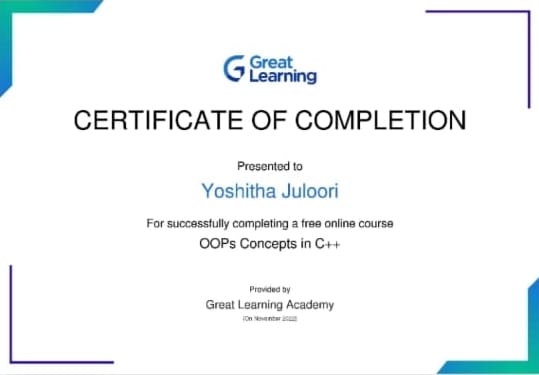 Great
Learning
CERTIFICATE OF COMPLETION
Presented to
Yoshitha Juloori
For successfully completing a free online course
OOPs Concepts in C++
Provided by
Great Learning Academy
(On November 2022)